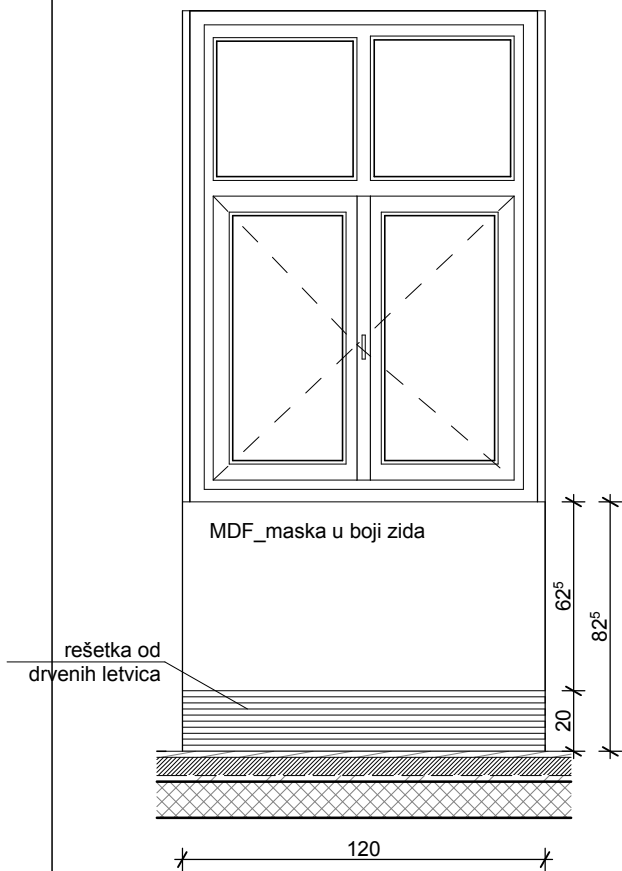 MDF_maska u boji zida
62⁵
82⁵
rešetka od
drvenih letvica
20
120